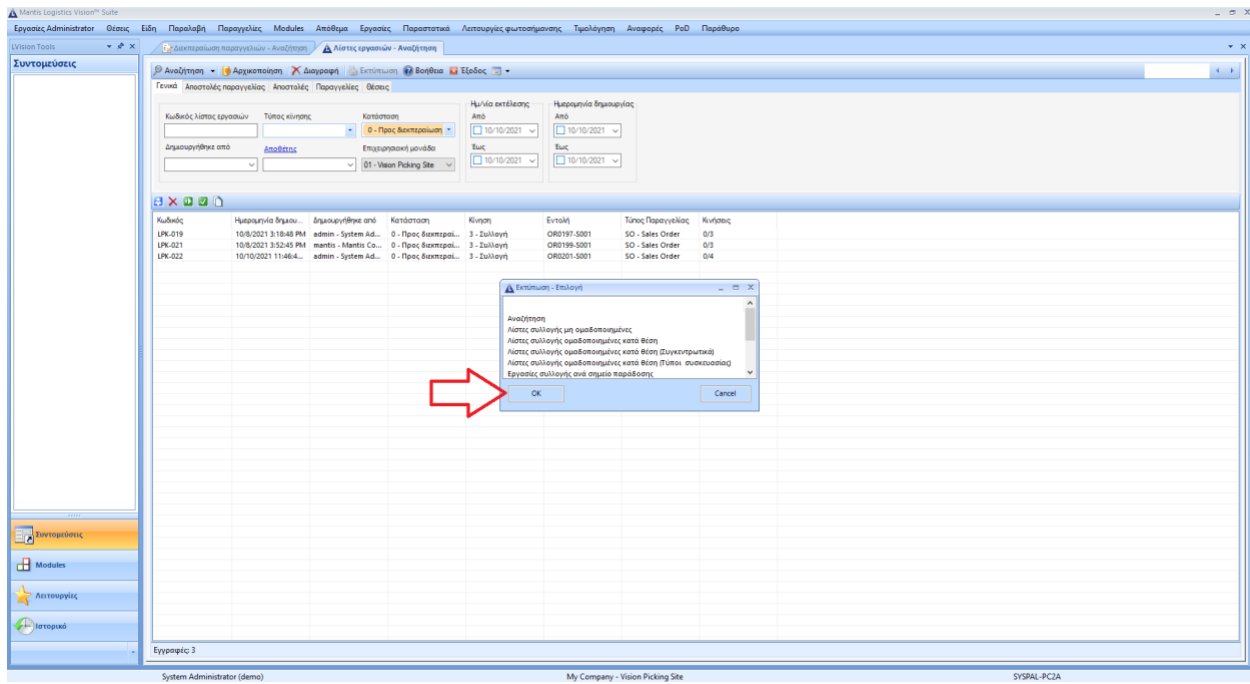 Mantis Logistics Vision™ Suite
Εργασίες Administrator Θέσεις Είδη Παραλαβή Παραγγελίες Modules Απόθεμα Εργασίες Παραστατικά Λειτουργίες φωτοσήμανσης Τιμολόγηση Αναφορές PoD Παράθυρο
LVision Tools
Διεκπεραίωση παραγγελιών - Αναζήτηση Λίστες εργασιών - Αναζήτηση
Συντομεύσεις
Αναζήτηση Αρχικοποίηση Διαγραφή Εκτύπωση Βοήθεια Έξοδος
Γενικά Αποστολές παραγγελίας Αποστολές Παραγγελίες Θέσεις
Ημ/νία εκτέλεσης Ημερομηνία δημιουργίας
Κωδικός λίστας εργασιών Τύπος κίνησης Κατάσταση Από Από
0 - Προς διεκπεραίωση 10/10/2021 10/10/2021
Δημιουργήθηκε από Αποθέτης Επιχειρησιακή μονάδα Έως Έως
01 - Vision Picking Site 10/10/2021 10/10/2021
Κωδικός Ημερομηνία δημιου... Δημιουργήθηκε από Κατάσταση Κίνηση Εντολή Τύπος Παραγγελίας Κινήσεις
LPK-019 10/8/2021 3:18:48 PM admin - System Ad... 0 - Προς διεκπεραί... 3 - Συλλογή OR0197-S001 SO - Sales Order 0/3
LPK-021 10/8/2021 3:52:45 PM mantis - Mantis Co... 0 - Προς διεκπεραί... 3 - Συλλογή OR0199-S001 SO - Sales Order 0/3
LPK-022 10/10/2021 11:46:4... admin - System Ad... 0 - Προς διεκπεραί... 3 - Συλλογή OR0201-S001 SO - Sales Order 0/4
Εκτύπωση - Επιλογή
Αναζήτηση
Λίστες συλλογής μη ομαδοποιημένες
Λίστες συλλογής ομαδοποιημένες κατά θέση
Λίστες συλλογής ομαδοποιημένες κατά θέση (Συγκεντρωτικά)
Λίστες συλλογής ομαδοποιημένες κατά θέση (Τύποι συσκευασίας)
Εργασίες συλλογής ανά σημείο παράδοσης
OK Cancel
Συντομεύσεις
Modules
Λειτουργίες
Ιστορικό
Εγγραφές: 3
System Administrator (demo) My Company - Vision Picking Site SYSPAL-PC2A